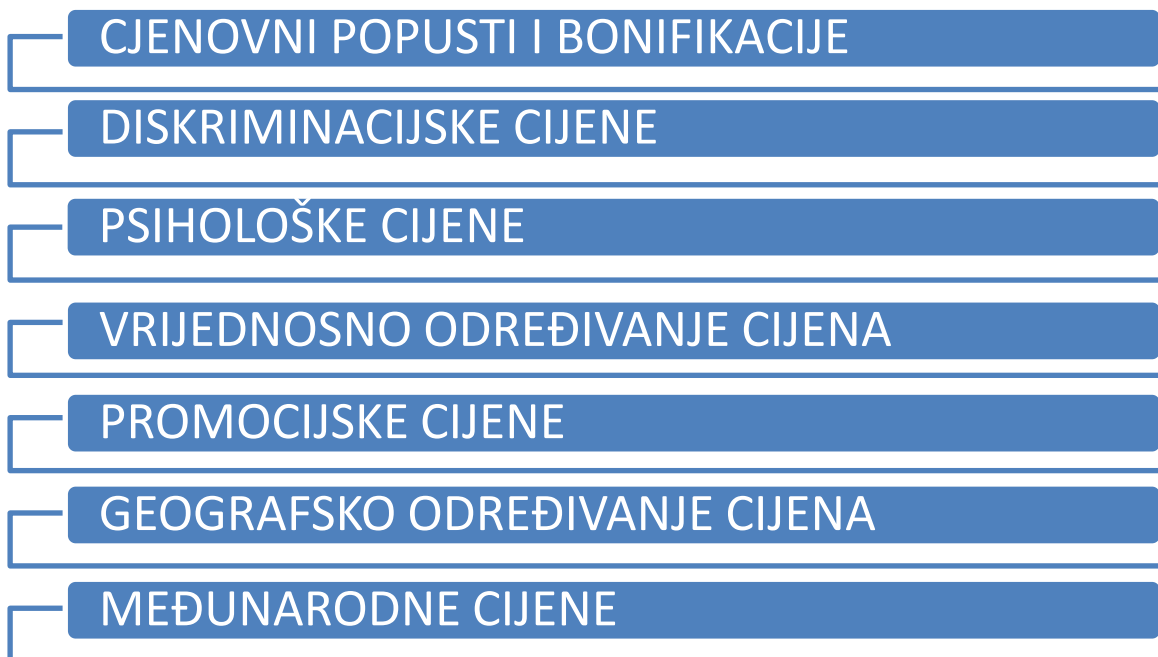 CJENOVNI POPUSTI I BONIFIKACIJE
DISKRIMINACIJSKE CIJENE
PSIHOLOŠKE CIJENE
VRIJEDNOSNO ODREĐIVANJE CIJENA
PROMOCIJSKE CIJENE
GEOGRAFSKO ODREĐIVANJE CIJENA
MEĐUNARODNE CIJENE